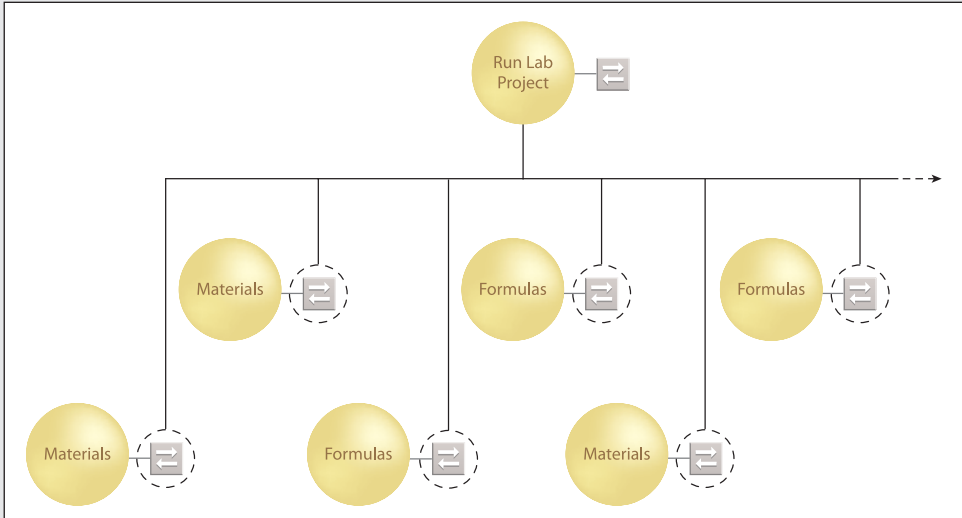 Run Lab
Project
Materials
Formulas
Formulas
Materials
Formulas
Materials